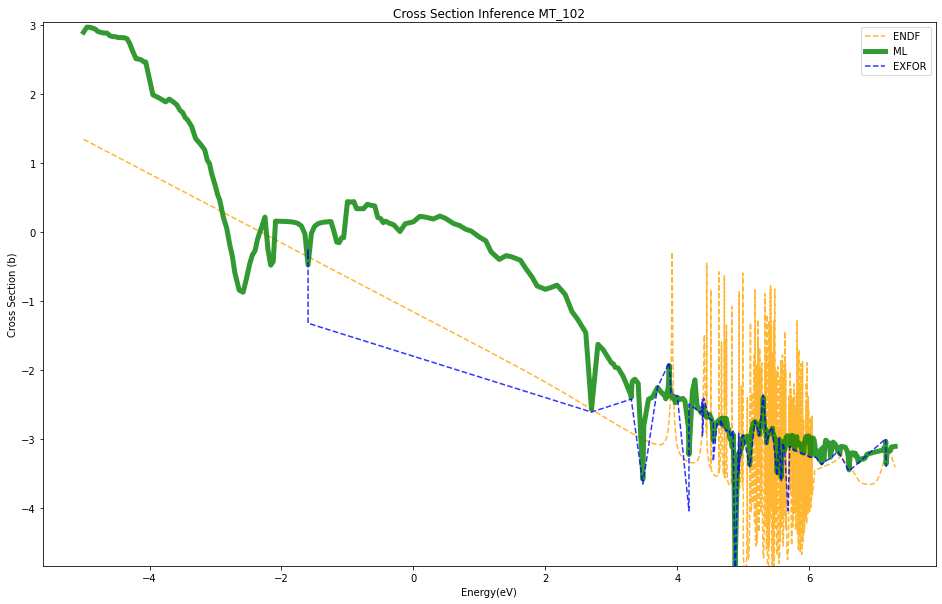 Cross Section Inference MT_102
ENDF
ML
EXFOR
Cross Section (b)
3
2
1
0
−1
−2
−3
−4
−4
−2
0
2
4
6
Energy(eV)